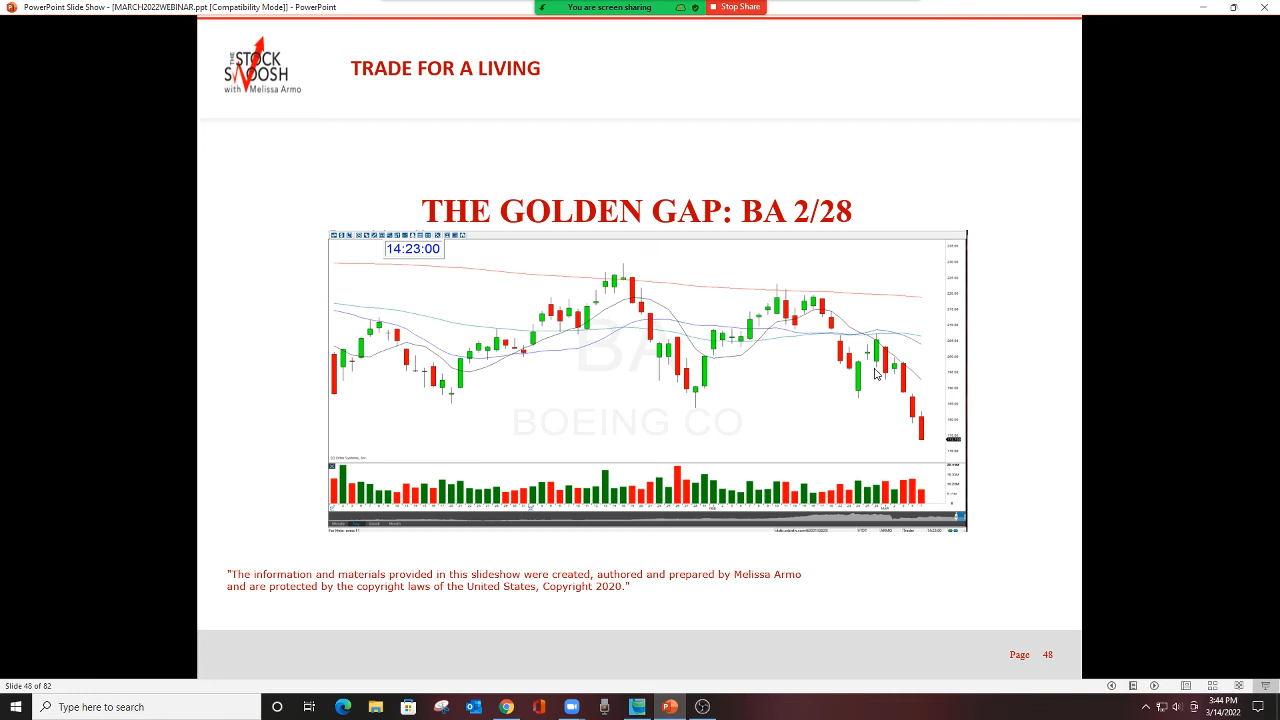 PowerPoint Slide Show - [MARCH2022WEBINAR.ppt [Compatibility Mode]] - PowerPoint
You are screen sharing
Stop Share
THE STOCK
SWOOSH
with Melissa Armo
TRADE FOR A LIVING
THE GOLDEN GAP: BA 2/28
14:23:00
BA
BOEING CO
"The information and materials provided in this slideshow were created, authored and prepared by Melissa Armo
and are protected by the copyright laws of the United States, Copyright 2020."
Page 48
Slide 48 of 82
Type here to search
3:44 PM
3/14/2022